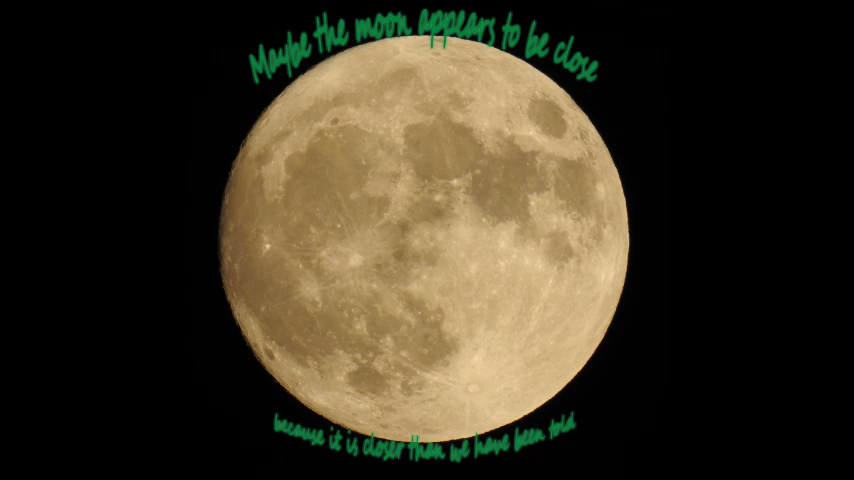 Maybe the moon appears to be close
because it is closer than we have been told